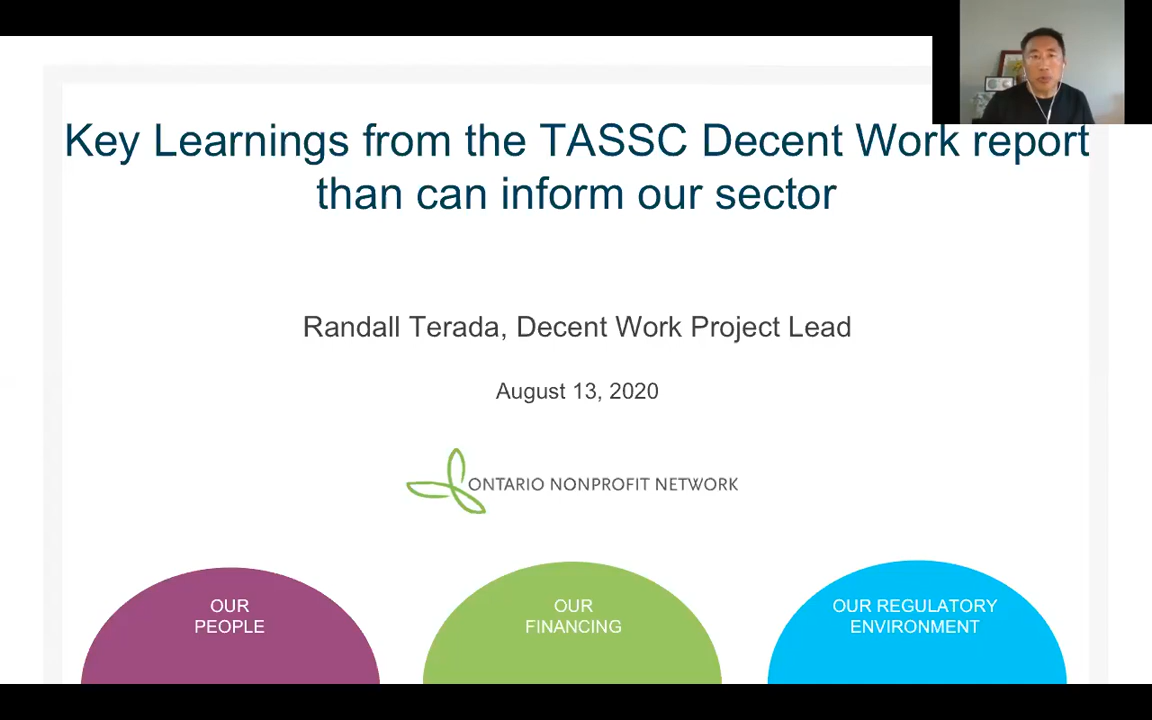 Key Learnings from the TASSC Decent Work report
than can inform our sector
Randall Terada, Decent Work Project Lead
August 13, 2020
ONTARIO NONPROFIT NETWORK
OUR
PEOPLE
OUR
FINANCING
OUR REGULATORY
ENVIRONMENT